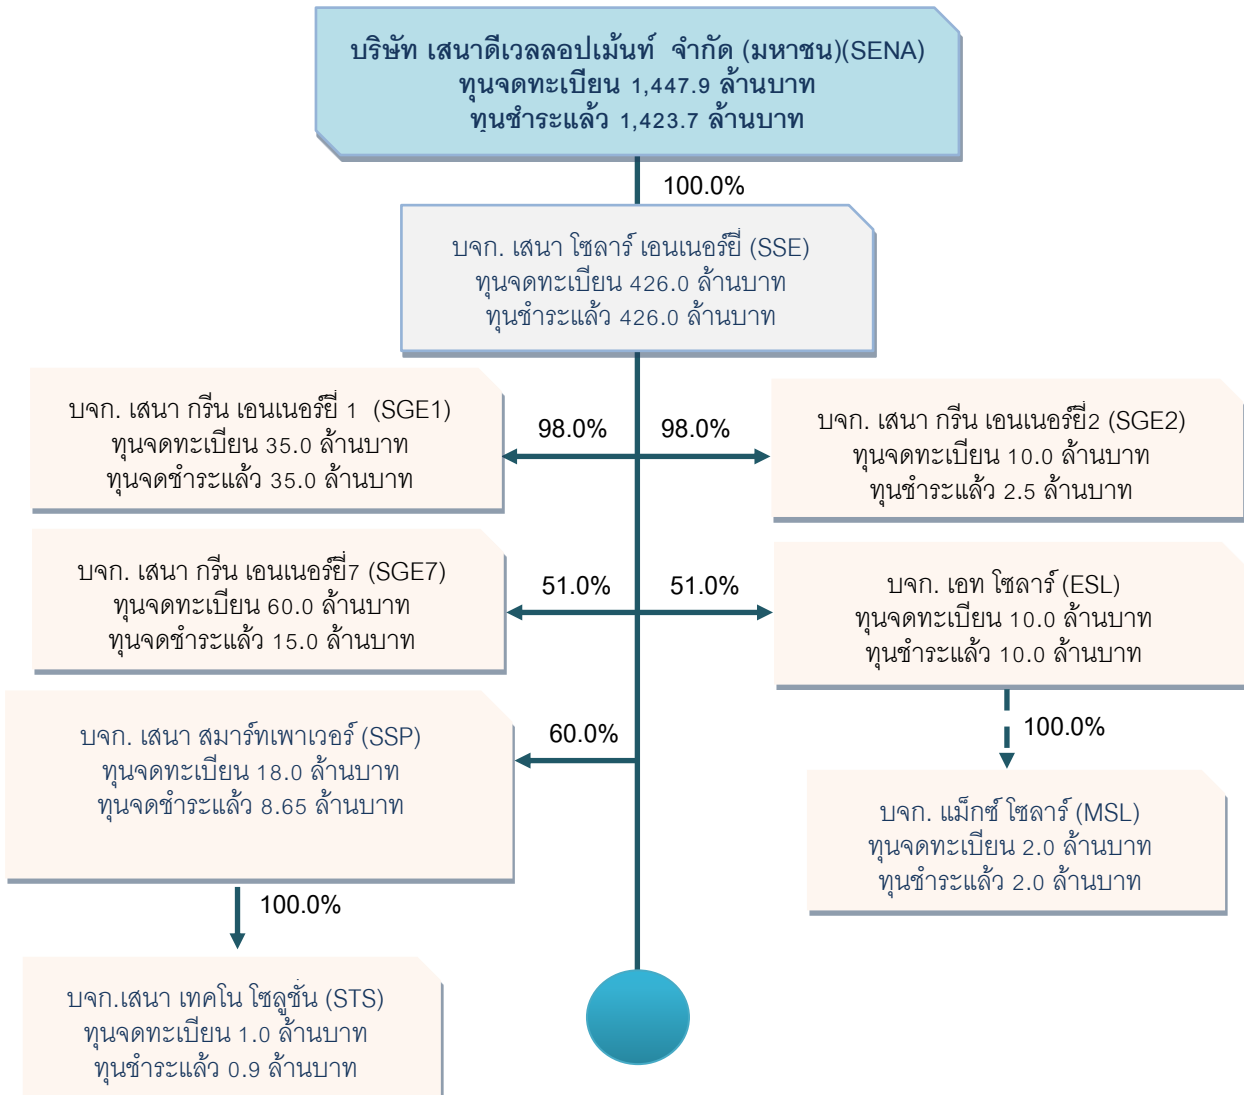 บริษัท เสนาดีเวลลอปเม้นท์ จำกัด (มหาชน)(SENA)
ทุนจดทะเบียน 1,447.9 ล้านบาท
ทุนชำระแล้ว 1,423.7 ล้านบาท
100.0%
บจก. เสนา โซลาร์ เอนเนอร์ยี่ (SSE)
ทุนจดทะเบียน 426.0 ล้านบาท
ทุนชำระแล้ว 426.0 ล้านบาท
บจก. เสนา กรีน เอนเนอร์ยี่ 1 (SGE1)
ทุนจดทะเบียน 35.0 ล้านบาท
ทุนจดชำระแล้ว 35.0 ล้านบาท
98.0%
98.0%
บจก. เสนา กรีน เอนเนอร์ยี่2 (SGE2)
ทุนจดทะเบียน 10.0 ล้านบาท
ทุนชำระแล้ว 2.5 ล้านบาท
บจก. เสนา กรีน เอนเนอร์ยี่7 (SGE7)
ทุนจดทะเบียน 60.0 ล้านบาท
ทุนจดชำระแล้ว 15.0 ล้านบาท
51.0%
51.0%
บจก. เอท โซลาร์ (ESL)
ทุนจดทะเบียน 10.0 ล้านบาท
ทุนชำระแล้ว 10.0 ล้านบาท
บจก. เสนา สมาร์ทเพาเวอร์ (SSP)
ทุนจดทะเบียน 18.0 ล้านบาท
ทุนจดชำระแล้ว 8.65 ล้านบาท
60.0%
100.0%
บจก. แม็กซ์ โซลาร์ (MSL)
ทุนจดทะเบียน 2.0 ล้านบาท
ทุนชำระแล้ว 2.0 ล้านบาท
100.0%
บจก.เสนา เทคโน โซลูชั่น (STS)
ทุนจดทะเบียน 1.0 ล้านบาท
ทุนชำระแล้ว 0.9 ล้านบาท